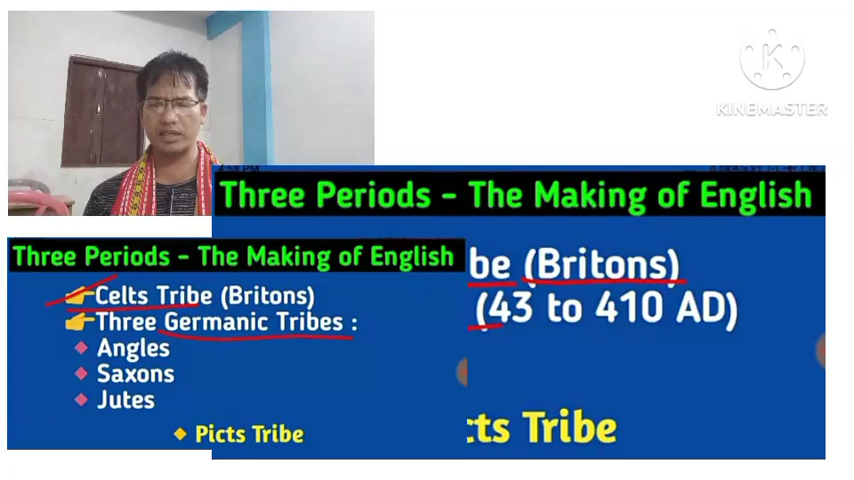 KINEMASTER
Three Periods - The Making of English
be (Britons)
(43 to 410 AD)
cts Tribe
Three Periods - The Making of English
👉Celts Tribe (Britons)
👉Three Germanic Tribes :
Angles
Saxons
Jutes
Picts Tribe